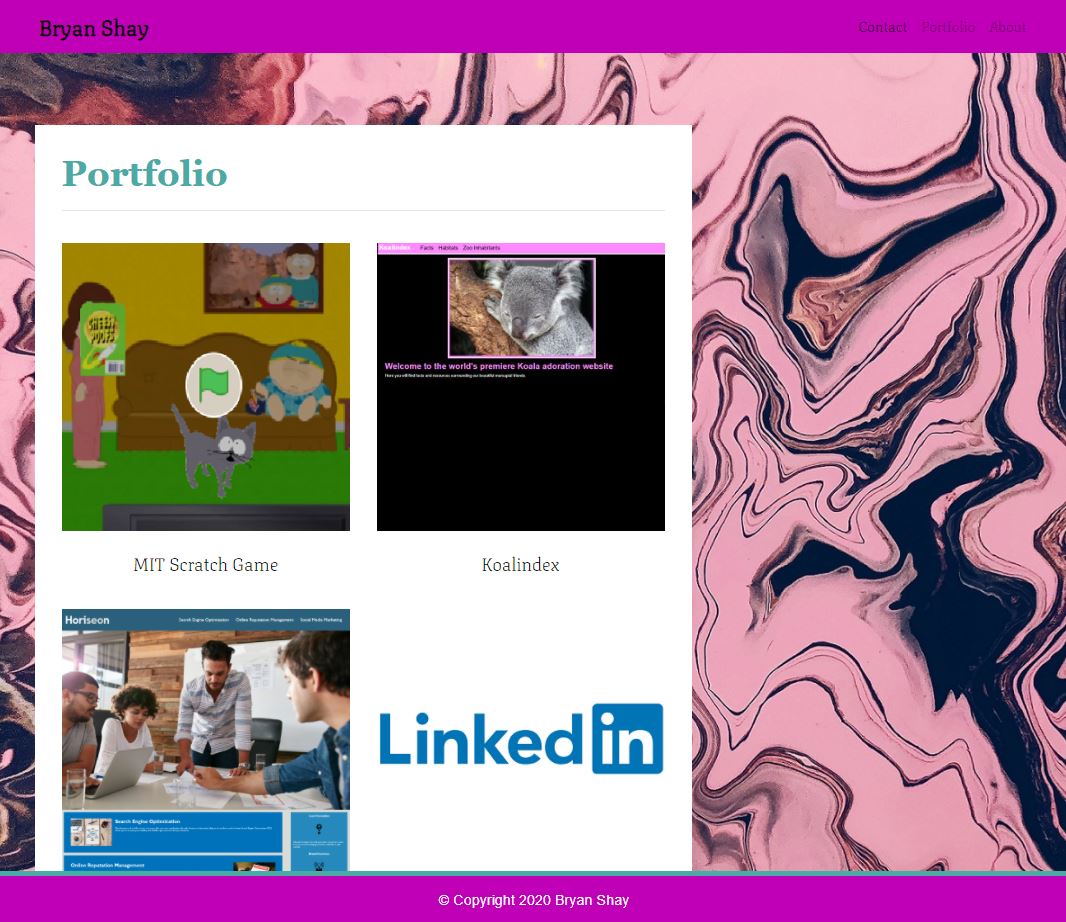 Bryan Shay
Contact Portfolio About
Portfolio
CHEESY POOFS
Koalindex Facts Habitats Zoo Inhabitants
Welcome to the world's premiere Koala adoration website
Here you will find facts and resources surrounding our beautiful marsupial friends.
MIT Scratch Game
Koalindex
Horiseon Search Engine Optimization Online Reputation Management Social Media Marketing
LinkedIn
Search Engine Optimization
Online Reputation Management
© Copyright 2020 Bryan Shay